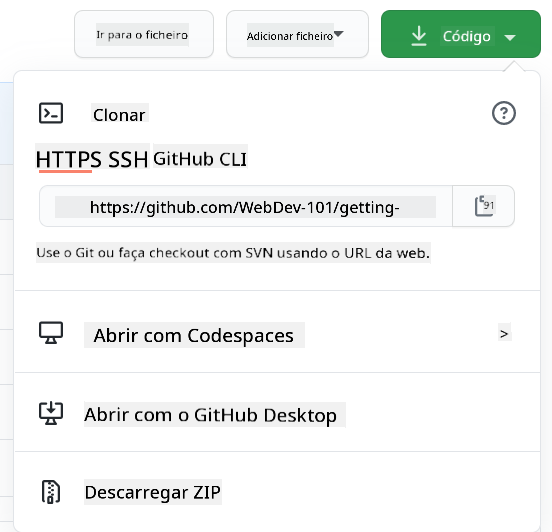 Ir para o ficheiro Adicionar ficheiro Código
Clonar
HTTPS SSH GitHub CLI
https://github.com/WebDev-101/getting-
91
Use o Git ou faça checkout com SVN usando o URL da web.
Abrir com Codespaces >
Abrir com o GitHub Desktop
Descarregar ZIP